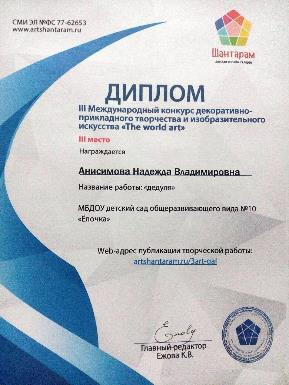 СМИ ЭЛ №ФС 77-62653
www.artshantaram.ru
Шантарам
ДИПЛОМ
III Международный конкурс декоративно-
прикладного творчества и изобразительного
искусства «The world art»
III место
Награждается
Анисимова Надежда Владимировна
Название работы: «дедуля»
МБДОУ детский сад общеразвивающего вида №10
«Ёлочка»
Web-адрес публикации творческой работы:
artshantaram.ru/3art-gal
Главный-редактор
Ежова К.В.